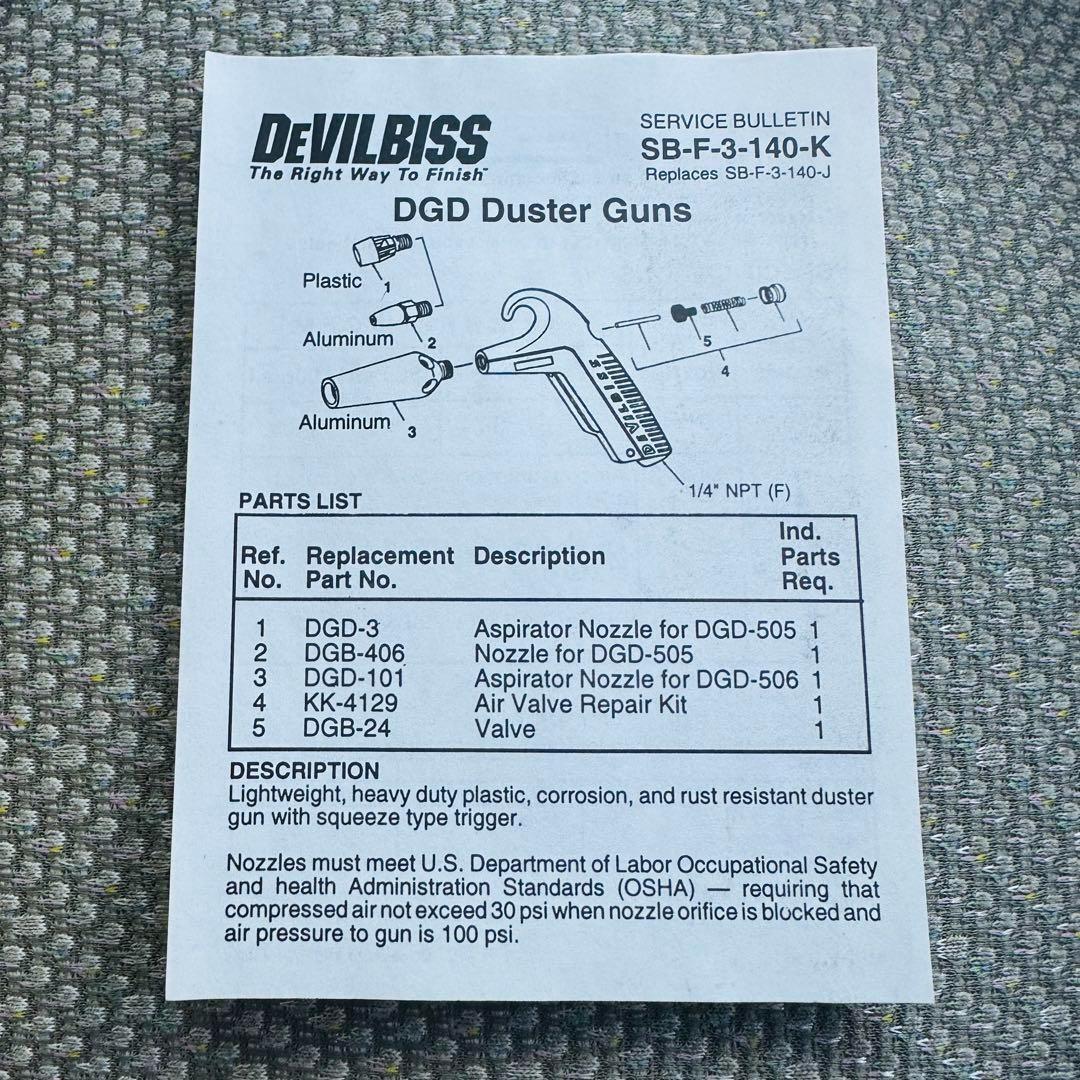 DEVILBISS
The Right Way To Finish™
SERVICE BULLETIN
SB-F-3-140-K
Replaces SB-F-3-140-J
DGD Duster Guns
Plastic
1
Aluminum
2
Aluminum
3
5
4
DEVILBISS
1/4" NPT (F)
PARTS LIST
Ref. No. Replacement Part No. Description Ind. Parts Req.
1 DGD-3 Aspirator Nozzle for DGD-505 1
2 DGB-406 Nozzle for DGD-505 1
3 DGD-101 Aspirator Nozzle for DGD-506 1
4 KK-4129 Air Valve Repair Kit 1
5 DGB-24 Valve 1
DESCRIPTION
Lightweight, heavy duty plastic, corrosion, and rust resistant duster
gun with squeeze type trigger.
Nozzles must meet U.S. Department of Labor Occupational Safety
and health Administration Standards (OSHA) — requiring that
compressed air not exceed 30 psi when nozzle orifice is blocked and
air pressure to gun is 100 psi.